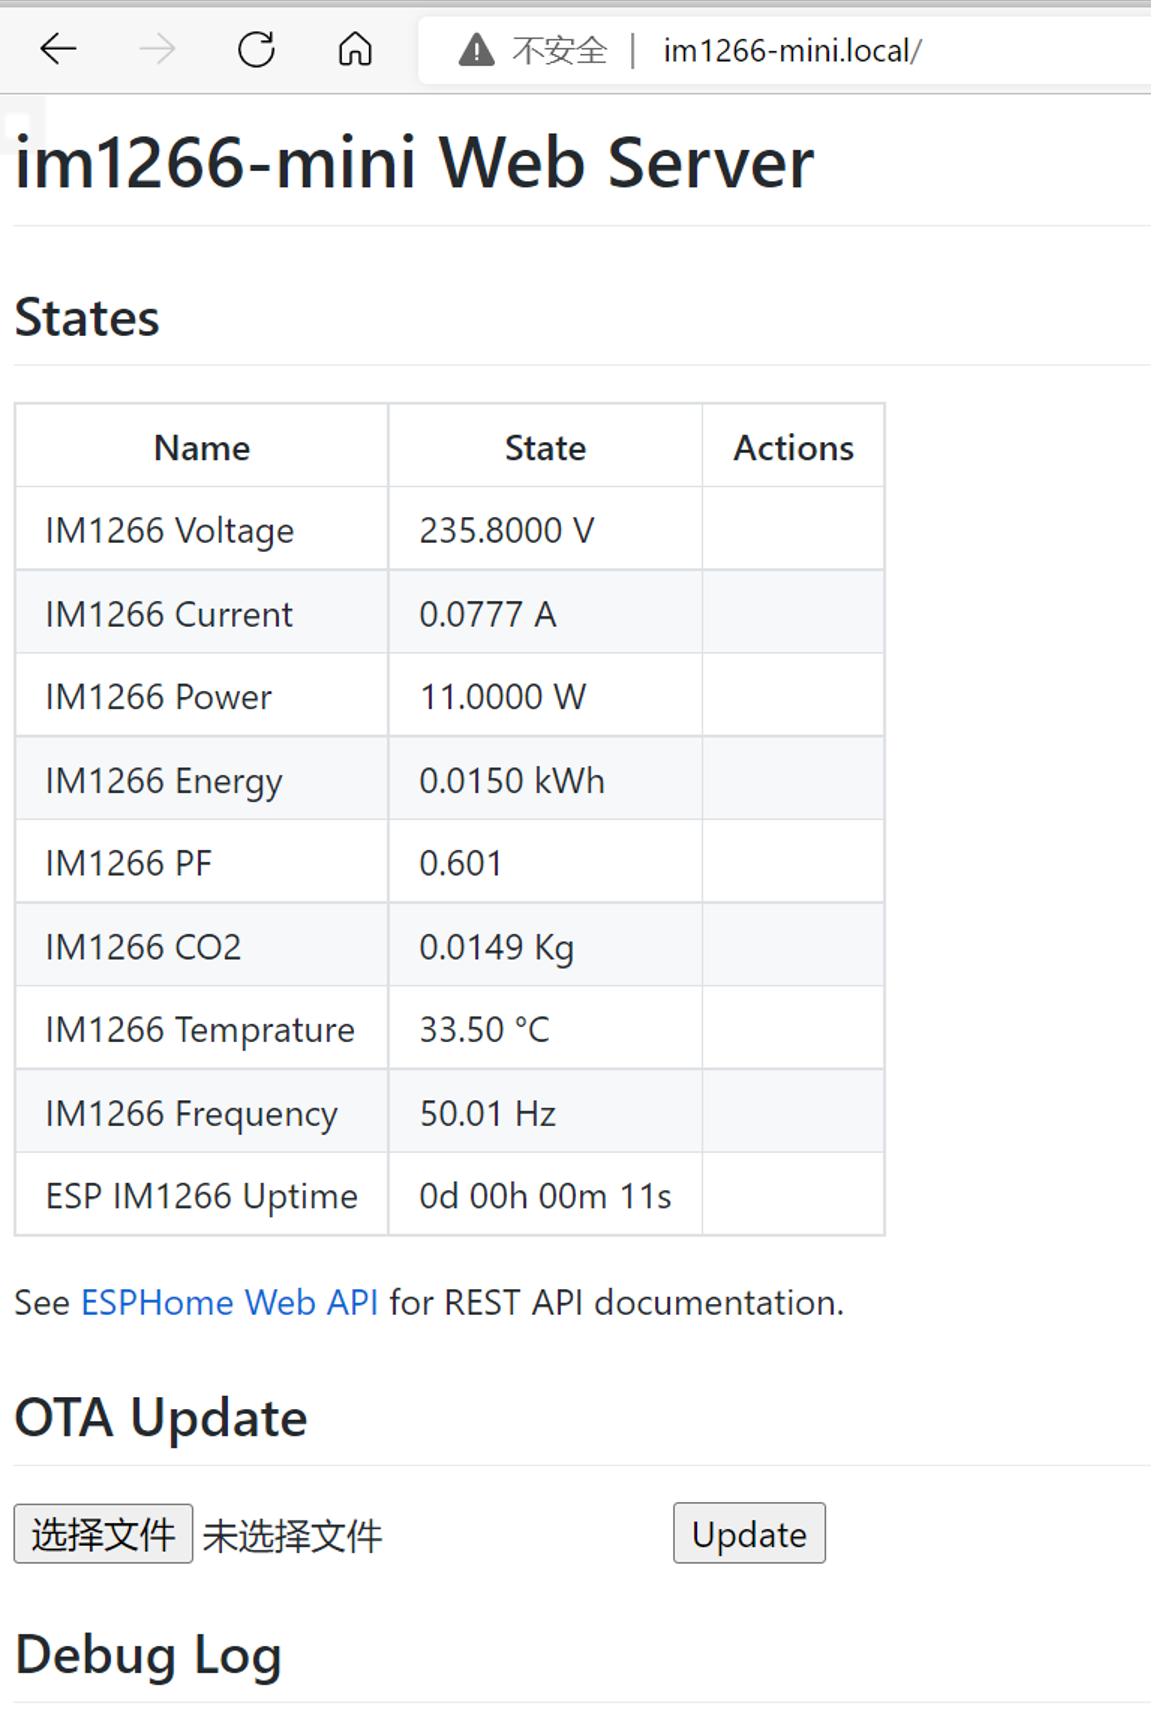 不安全 | im1266-mini.local/
im1266-mini Web Server
States
Name State Actions
IM1266 Voltage 235.8000 V
IM1266 Current 0.0777 A
IM1266 Power 11.0000 W
IM1266 Energy 0.0150 kWh
IM1266 PF 0.601
IM1266 CO2 0.0149 Kg
IM1266 Temprature 33.50 °C
IM1266 Frequency 50.01 Hz
ESP IM1266 Uptime 0d 00h 00m 11s
See ESPHome Web API for REST API documentation.
OTA Update
选择文件 未选择文件 Update
Debug Log